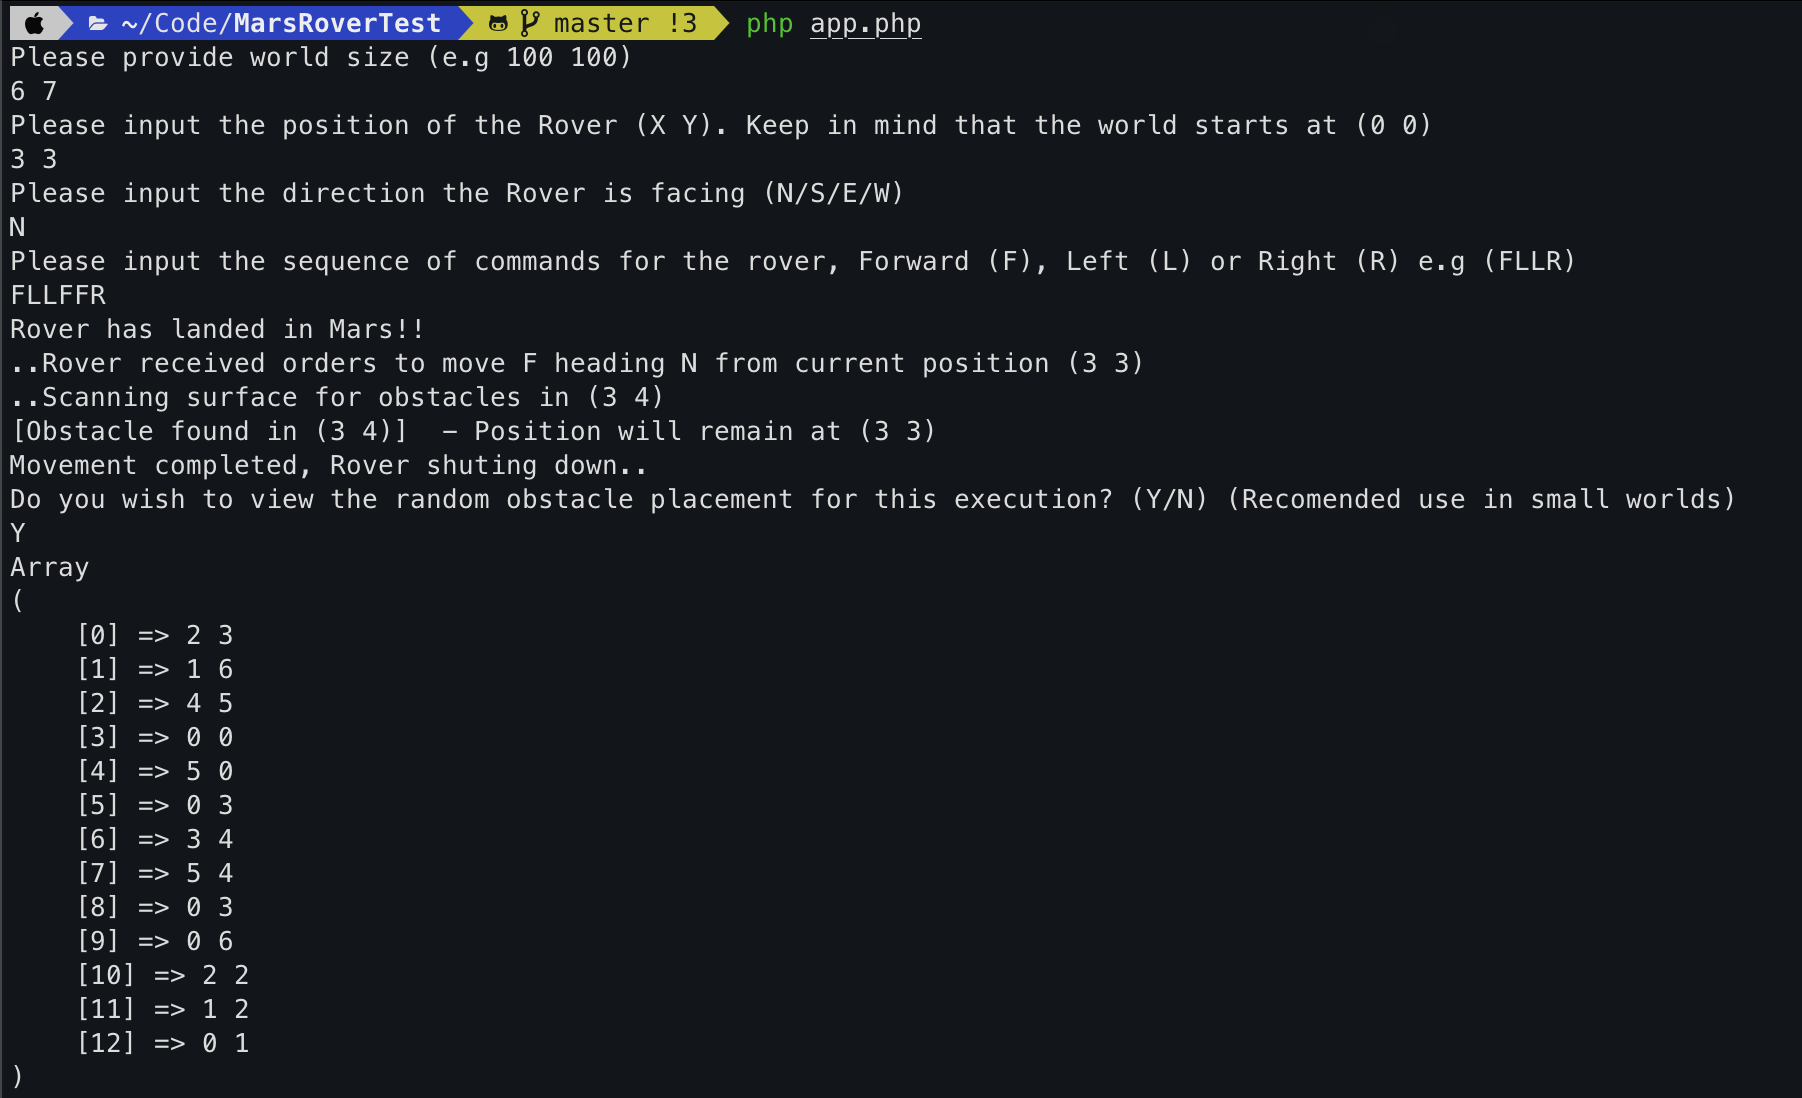 ~/Code/MarsRoverTest master !3 php app.php
Please provide world size (e.g 100 100)
6 7
Please input the position of the Rover (X Y). Keep in mind that the world starts at (0 0)
3 3
Please input the direction the Rover is facing (N/S/E/W)
N
Please input the sequence of commands for the rover, Forward (F), Left (L) or Right (R) e.g (FLLR)
FLLFFR
Rover has landed in Mars!!
..Rover received orders to move F heading N from current position (3 3)
..Scanning surface for obstacles in (3 4)
[Obstacle found in (3 4)]  - Position will remain at (3 3)
Movement completed, Rover shuting down..
Do you wish to view the random obstacle placement for this execution? (Y/N) (Recomended use in small worlds)
Y
Array
(
    [0] => 2 3
    [1] => 1 6
    [2] => 4 5
    [3] => 0 0
    [4] => 5 0
    [5] => 0 3
    [6] => 3 4
    [7] => 5 4
    [8] => 0 3
    [9] => 0 6
    [10] => 2 2
    [11] => 1 2
    [12] => 0 1
)